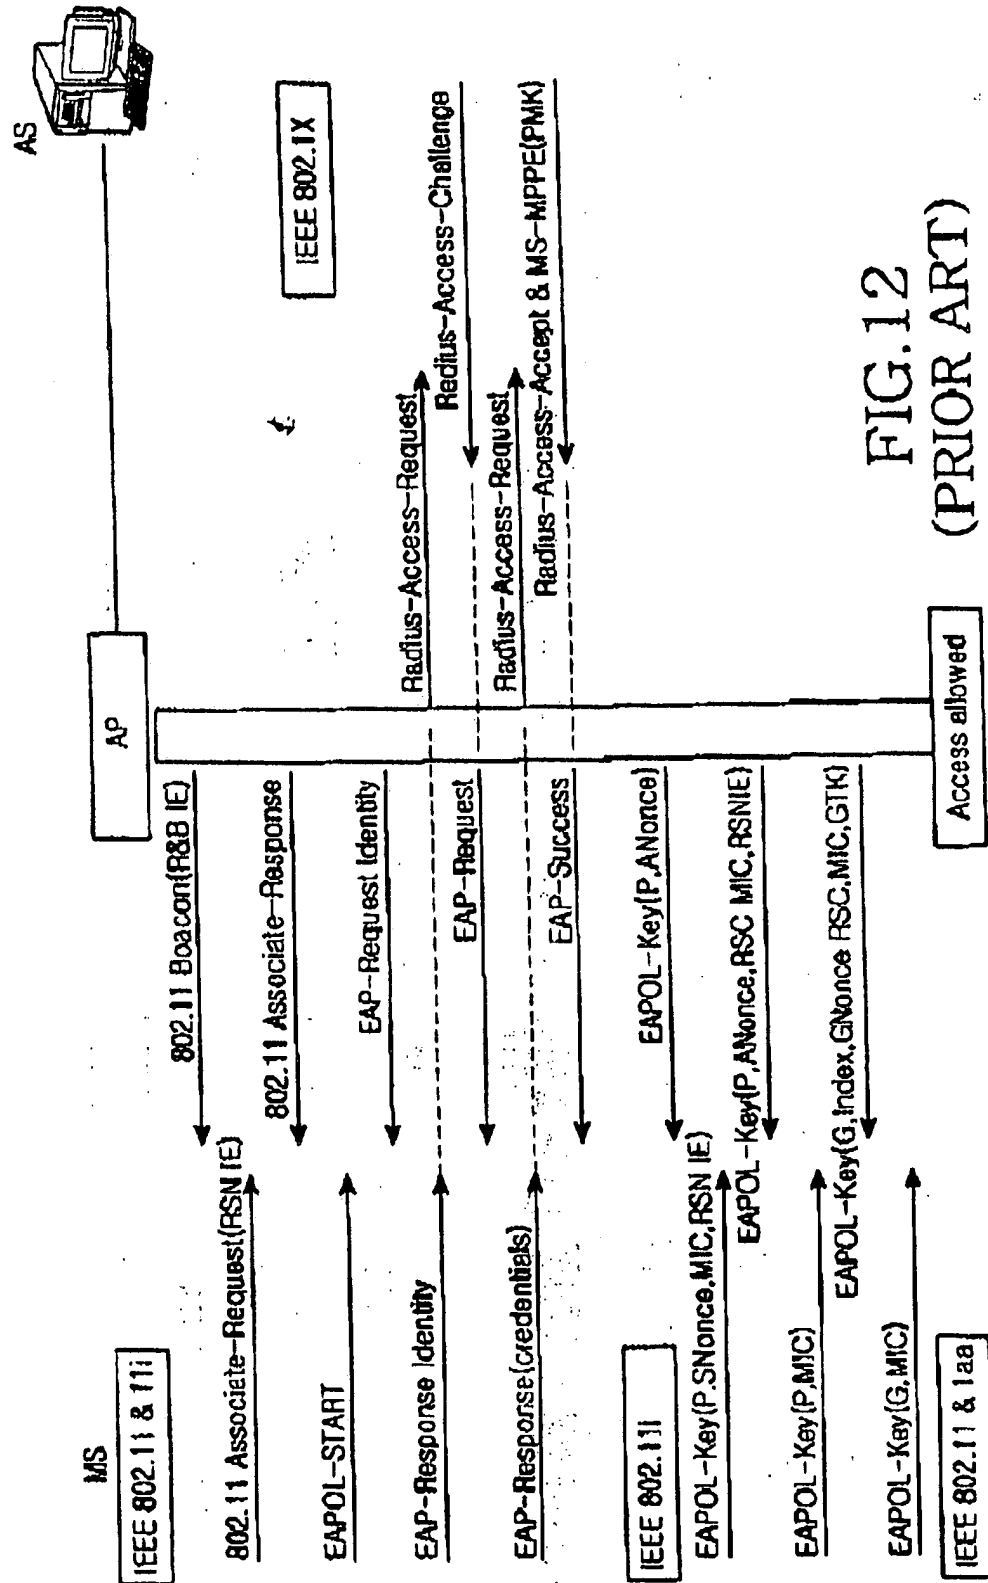 MS
AP
AS
IEEE 802.11 & 11i
802.11 Boacon(R&B IE)
802.11 Associate-Request(RSN IE)
802.11 Associate-Response
EAPOL-START
EAP-Request Identity
IEEE 802.1X
EAP-Response Identity
Radius-Access-Request
Redius-Access-Challenge
EAP-Request
EAP-Response(credentials)
Radius-Access-Request
Radius-Access-Accept & MS-MPPE(PMK)
EAP-Success
IEEE 802.11i
EAPOL-Key(P,ANonce)
EAPOL-Key(P.SNonce,MIC,RSN IE)
EAPOL-Key(P,ANonce,RSC MIC,RSNIE)
EAPOL-Key(P,MIC)
EAPOL-Key(G,Index,GNonce RSC,MIC,GTK)
EAPOL-Key(G,MIC)
IEEE 802.11 & 1aa
Access allowed
FIG.12
(PRIOR ART)